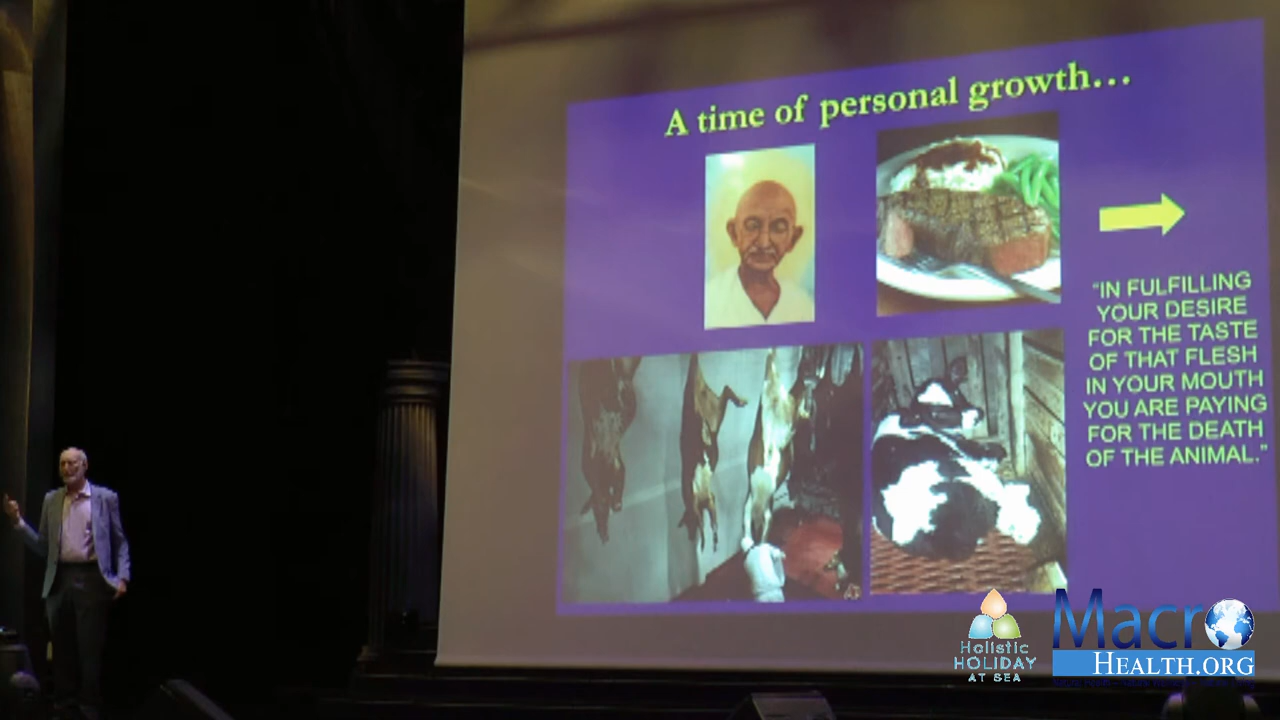 A time of personal growth...
"IN FULFILLING
YOUR DESIRE
FOR THE TASTE
OF THAT FLESH
IN YOUR MOUTH
YOU ARE PAYING
FOR THE DEATH
OF THE ANIMAL."
Holistic
HOLIDAY
AT SEA
Macro
HEALTH.ORG